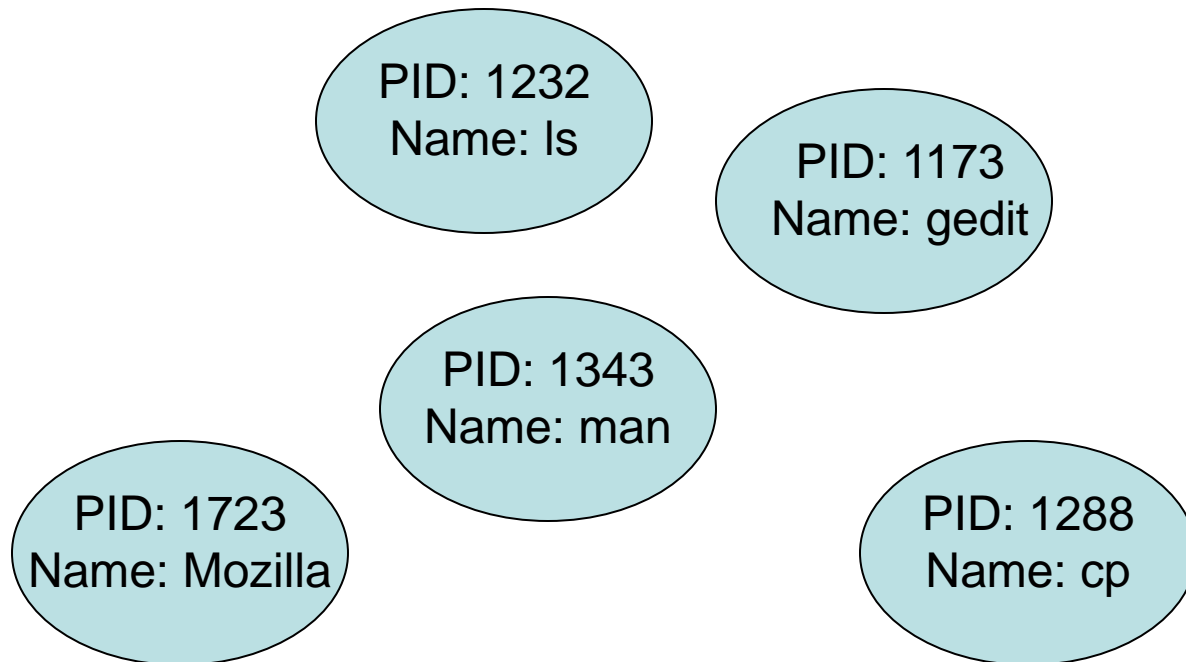 PID: 1232
Name: ls
PID: 1173
Name: gedit
PID: 1343
Name: man
PID: 1723
Name: Mozilla
PID: 1288
Name: cp